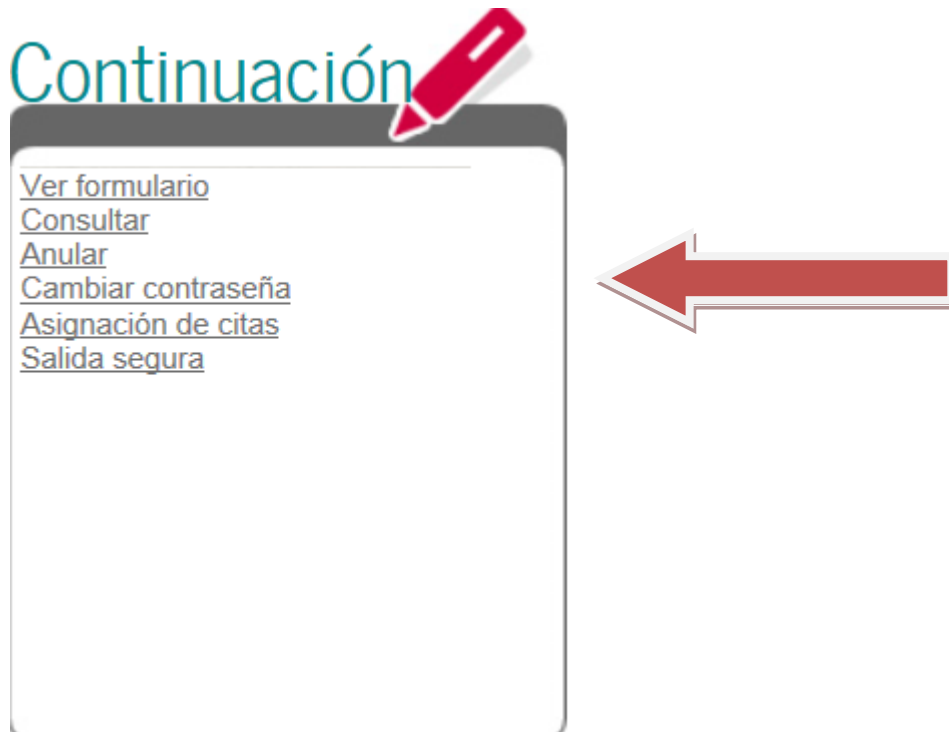 Continuación
Ver formulario
Consultar
Anular
Cambiar contraseña
Asignación de citas
Salida segura